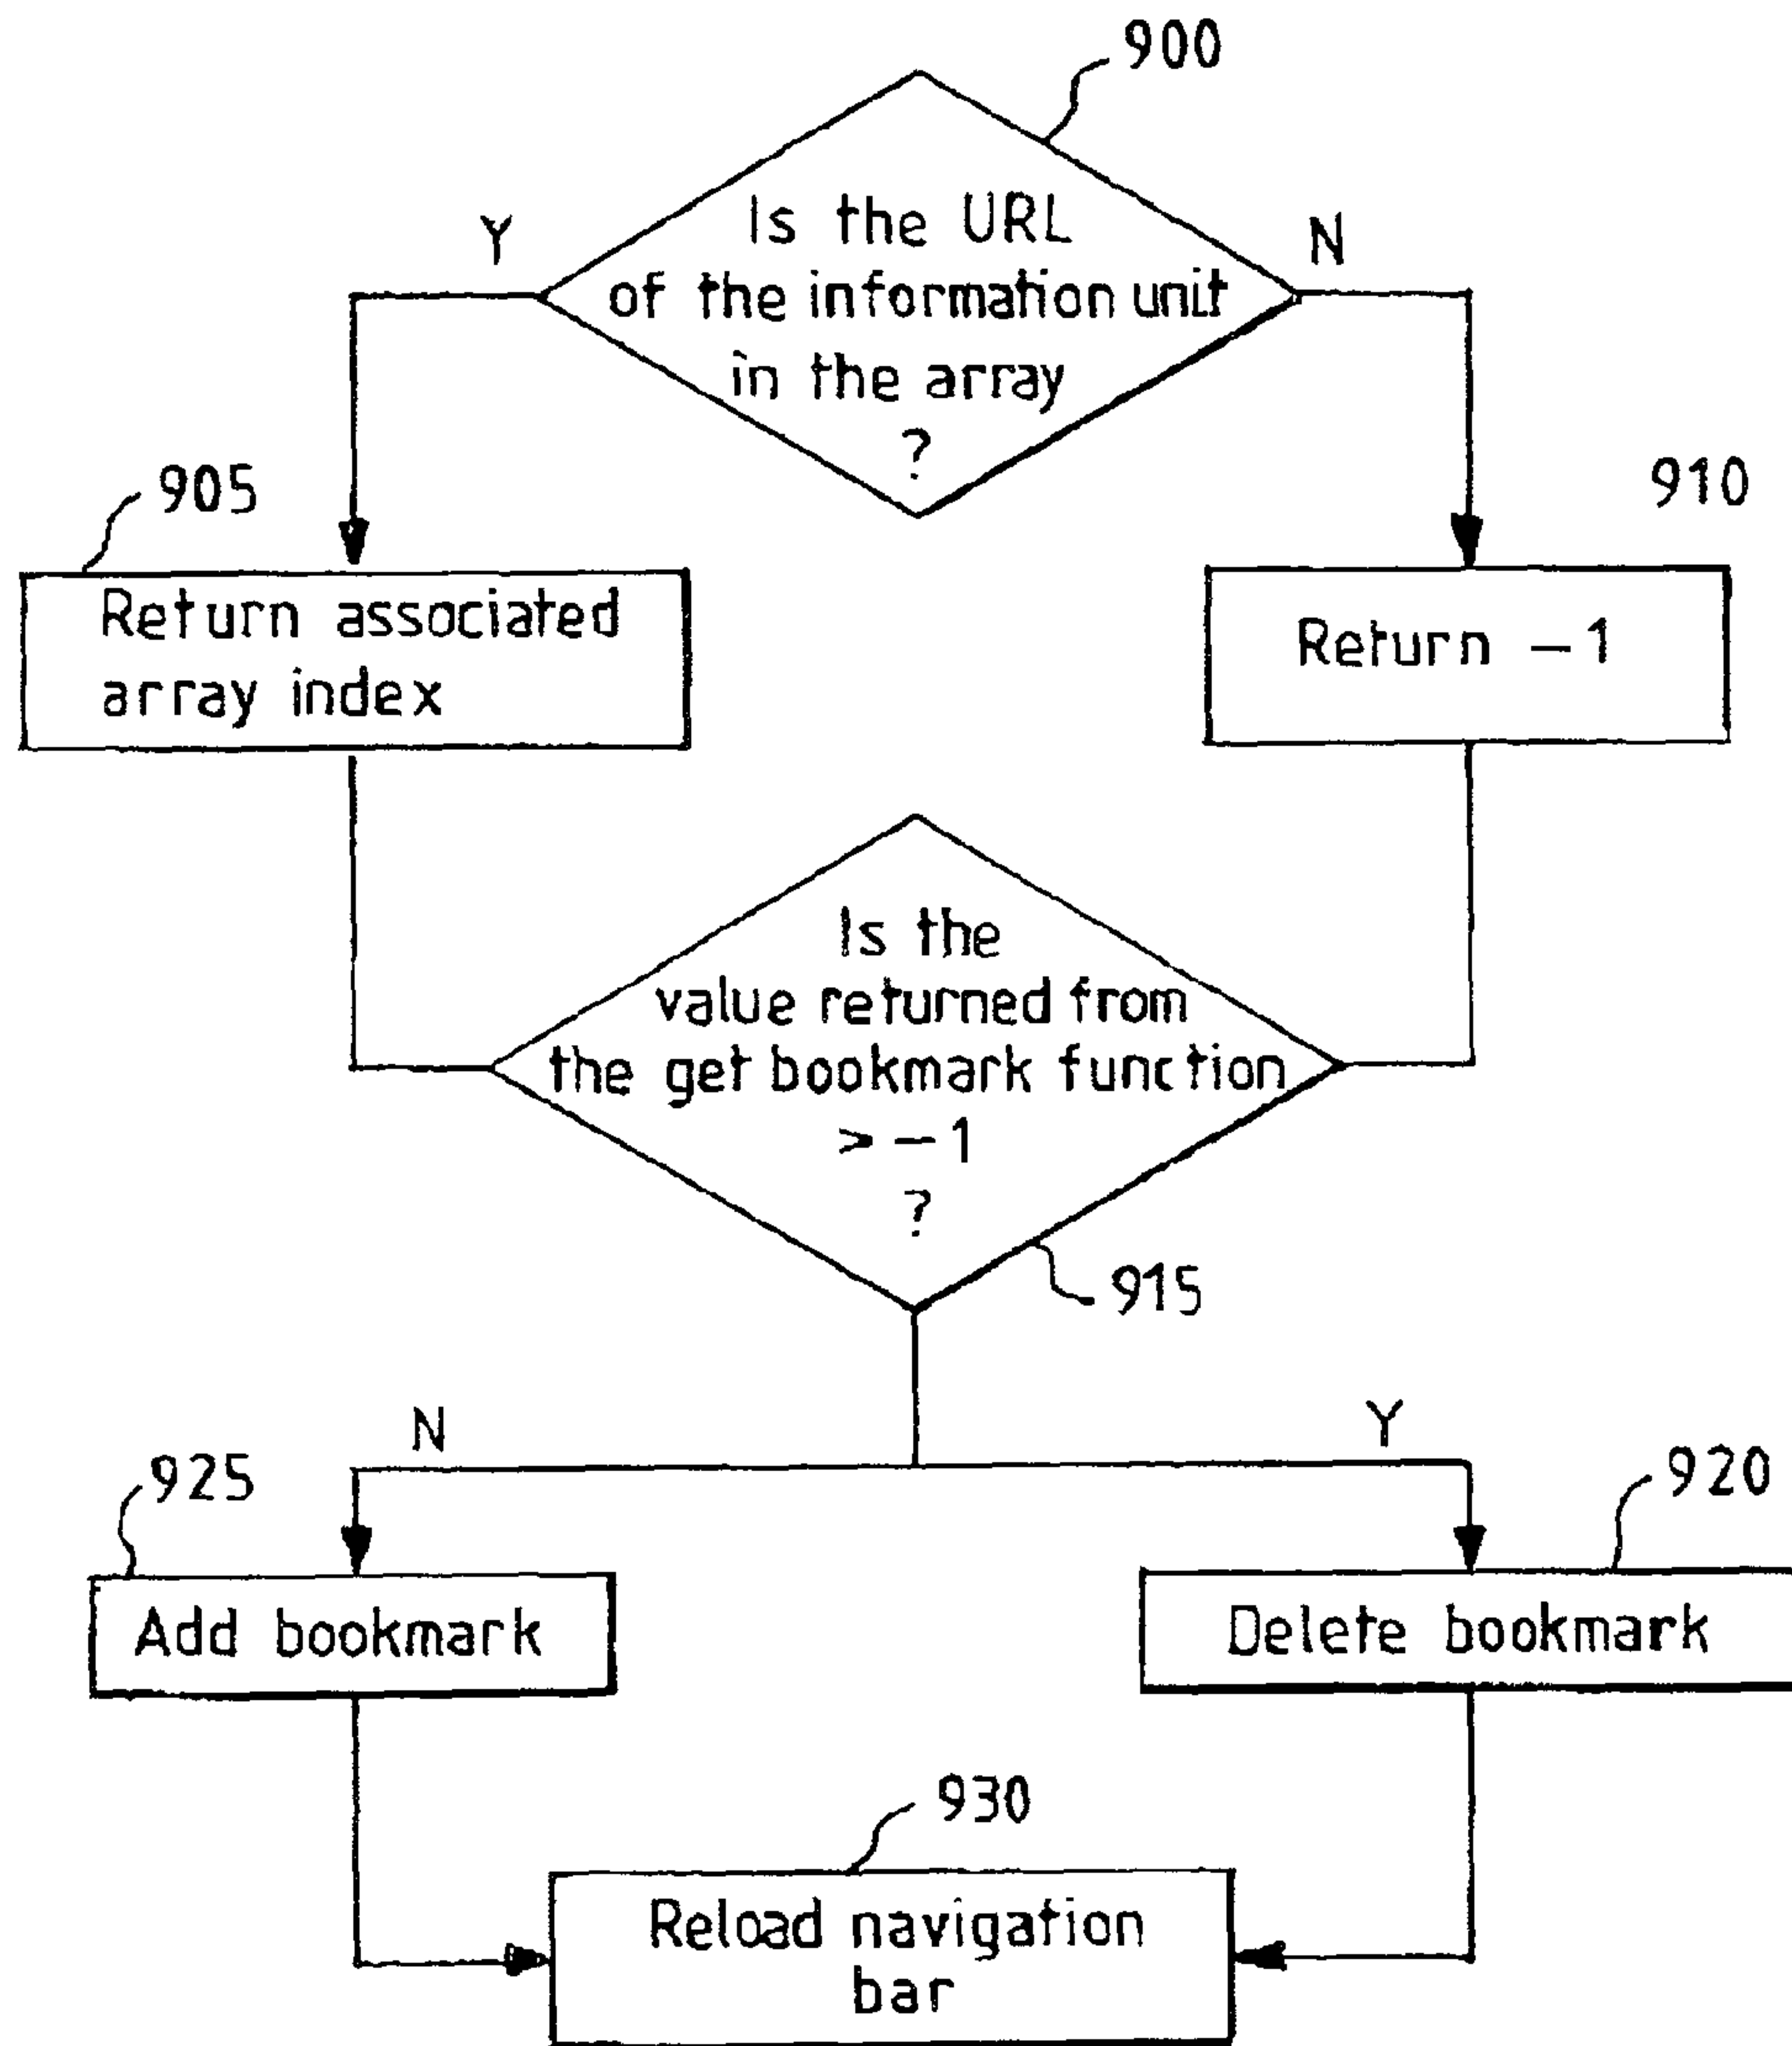 900
Is the URL
of the information unit
in the array
?
Y
N
905
Return associated
array index
910
Return -1
Is the
value returned from
the get bookmark function
> -1
?
915
N
Y
925
Add bookmark
920
Delete bookmark
930
Reload navigation
bar